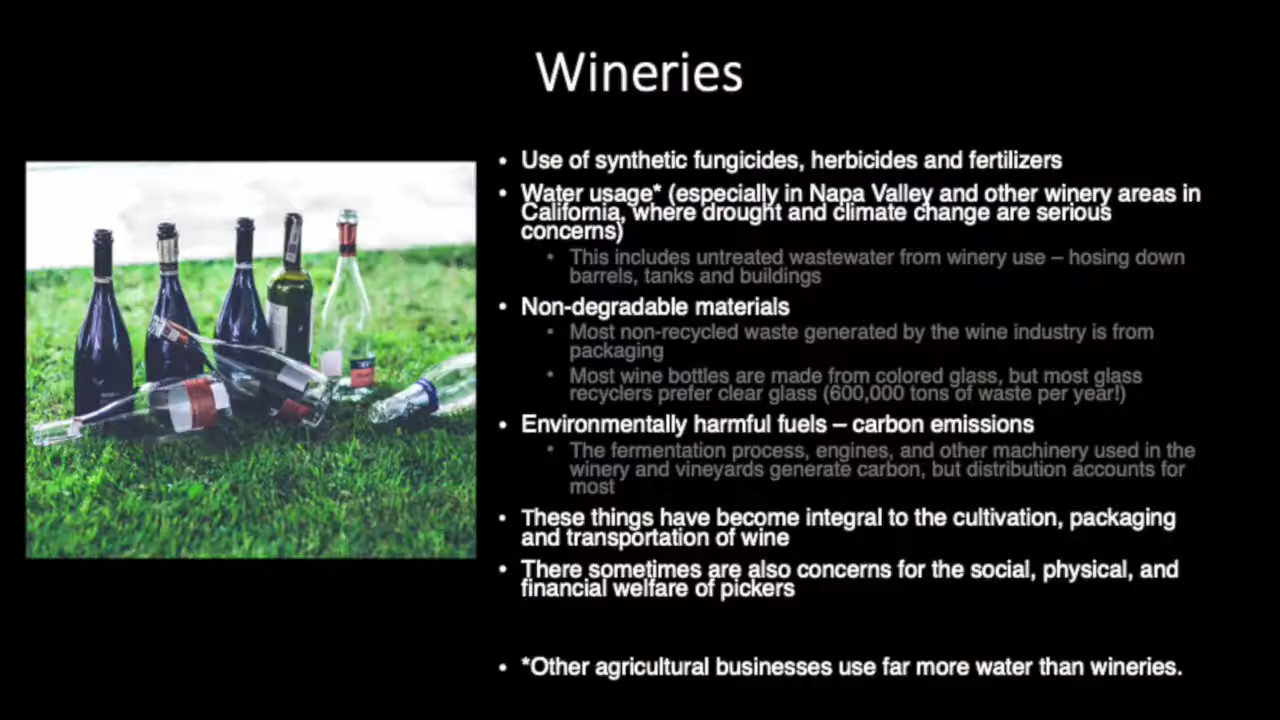 Wineries
• Use of synthetic fungicides, herbicides and fertilizers
• Water usage* (especially in Napa Valley and other winery areas in
California, where drought and climate change are serious
concerns)
• This includes untreated wastewater from winery use – hosing down
barrels, tanks and buildings
• Non-degradable materials
• Most non-recycled waste generated by the wine industry is from
packaging
• Most wine bottles are made from colored glass, but most glass
recyclers prefer clear glass (600,000 tons of waste per year!)
• Environmentally harmful fuels – carbon emissions
• The fermentation process, engines, and other machinery used in the
winery and vineyards generate carbon, but distribution accounts for
most
• These things have become integral to the cultivation, packaging
and transportation of wine
• There sometimes are also concerns for the social, physical, and
financial welfare of pickers
• *Other agricultural businesses use far more water than wineries.